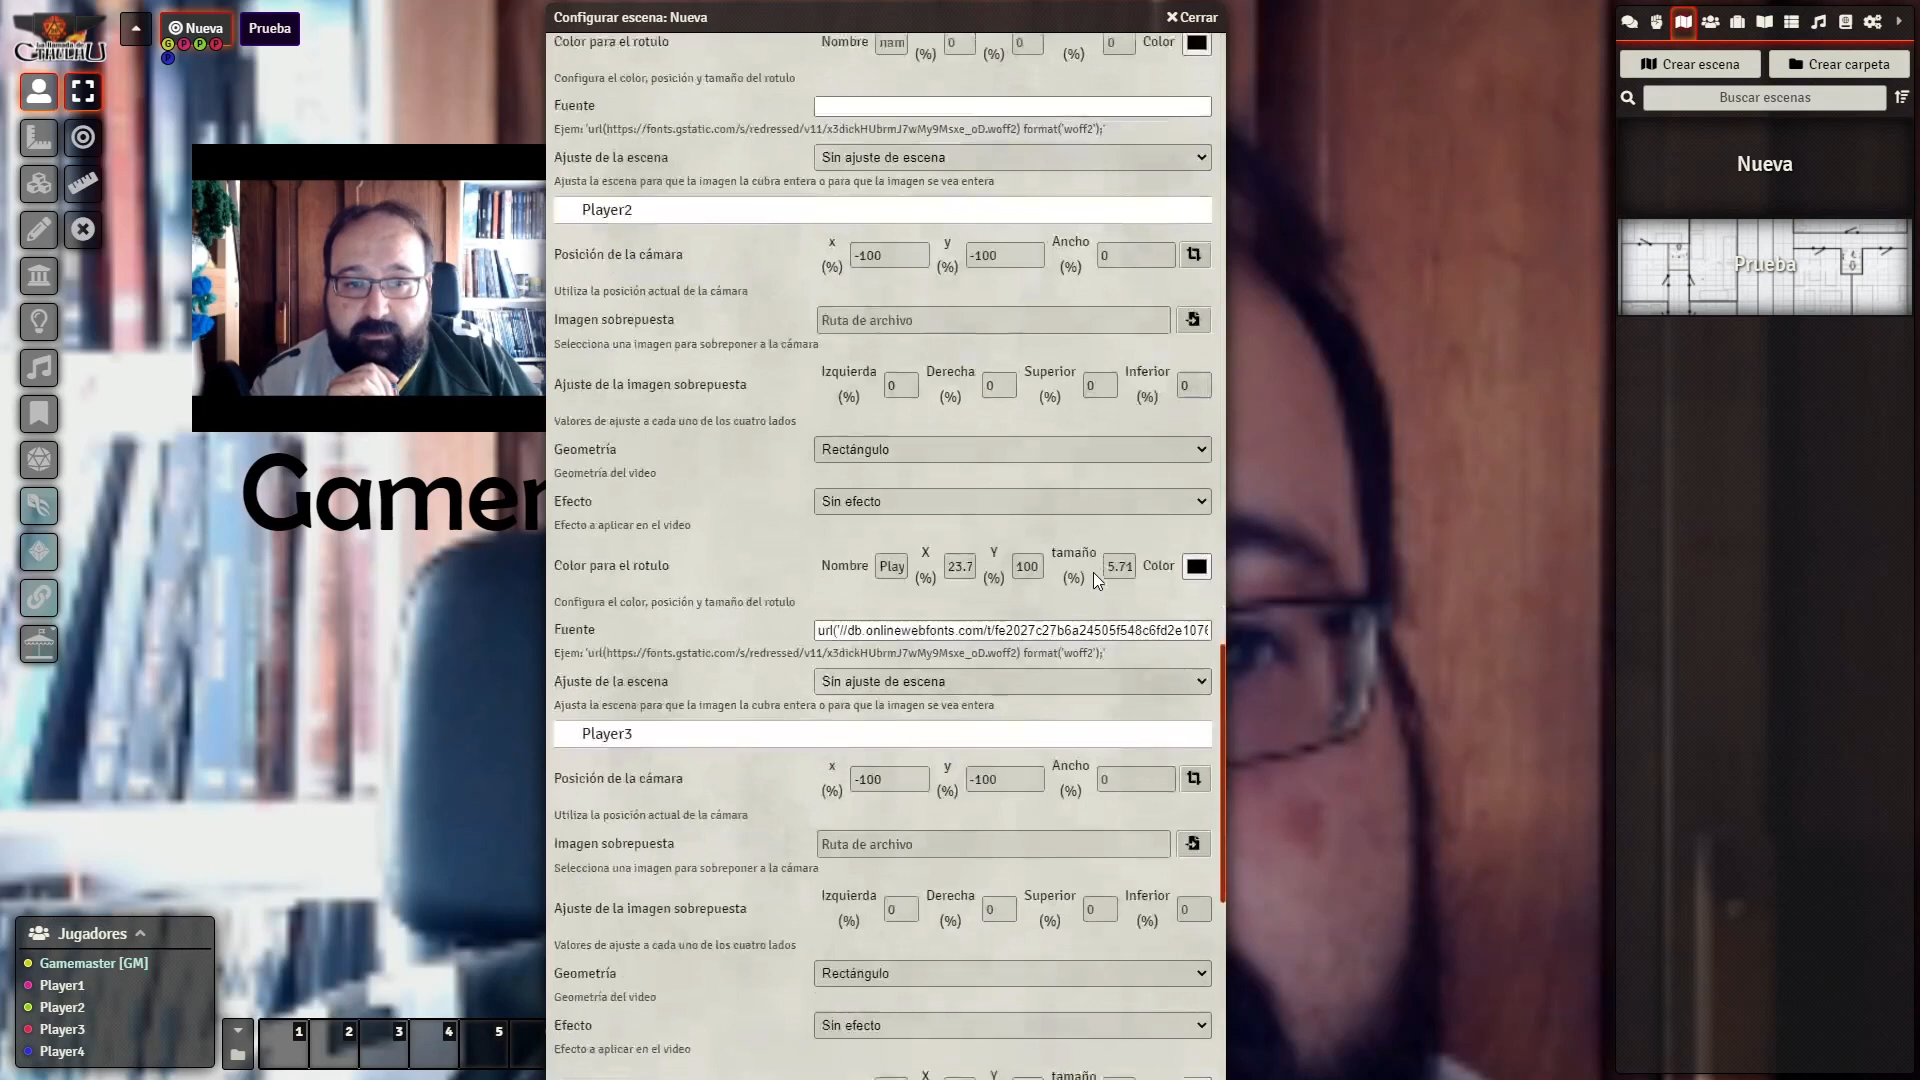 La llamada de
CTHULHU
Nueva
Prueba
G P P P
P
Configurar escena: Nueva
Cerrar
Color para el rotulo
Nombre nam (%) 0 (%) 0 (%) 0 Color
Configura el color, posición y tamaño del rotulo
Fuente
Ejem: 'url(https://fonts.gstatic.com/s/redressed/v11/x3dickHUbrmJ7wMy9Msxe_oD.woff2) format('woff2');'
Ajuste de la escena
Sin ajuste de escena
Ajusta la escena para que la imagen la cubra entera o para que la imagen se vea entera
Player2
Posición de la cámara
x (%) -100 y (%) -100 Ancho (%) 0
Utiliza la posición actual de la cámara
Imagen sobrepuesta
Ruta de archivo
Selecciona una imagen para sobreponer a la cámara
Ajuste de la imagen sobrepuesta
Izquierda (%) 0 Derecha (%) 0 Superior (%) 0 Inferior (%) 0
Valores de ajuste a cada uno de los cuatro lados
Geometría
Rectángulo
Geometría del video
Efecto
Sin efecto
Efecto a aplicar en el video
Color para el rotulo
Nombre Play X (%) 23.7 Y (%) 100 tamaño (%) 5.71 Color
Configura el color, posición y tamaño del rotulo
Fuente
url('//db.onlinewebfonts.com/t/fe2027c27b6a24505f548c6fd2e1076
Ejem: 'url(https://fonts.gstatic.com/s/redressed/v11/x3dickHUbrmJ7wMy9Msxe_oD.woff2) format('woff2');'
Ajuste de la escena
Sin ajuste de escena
Ajusta la escena para que la imagen la cubra entera o para que la imagen se vea entera
Player3
Posición de la cámara
x (%) -100 y (%) -100 Ancho (%) 0
Utiliza la posición actual de la cámara
Imagen sobrepuesta
Ruta de archivo
Selecciona una imagen para sobreponer a la cámara
Ajuste de la imagen sobrepuesta
Izquierda (%) 0 Derecha (%) 0 Superior (%) 0 Inferior (%) 0
Valores de ajuste a cada uno de los cuatro lados
Geometría
Rectángulo
Geometría del video
Efecto
Sin efecto
Efecto a aplicar en el video
X Y tamaño
Gamer
Jugadores
Gamemaster [GM]
Player1
Player2
Player3
Player4
1 2 3 4 5
Crear escena
Crear carpeta
Buscar escenas
Nueva
Prueba